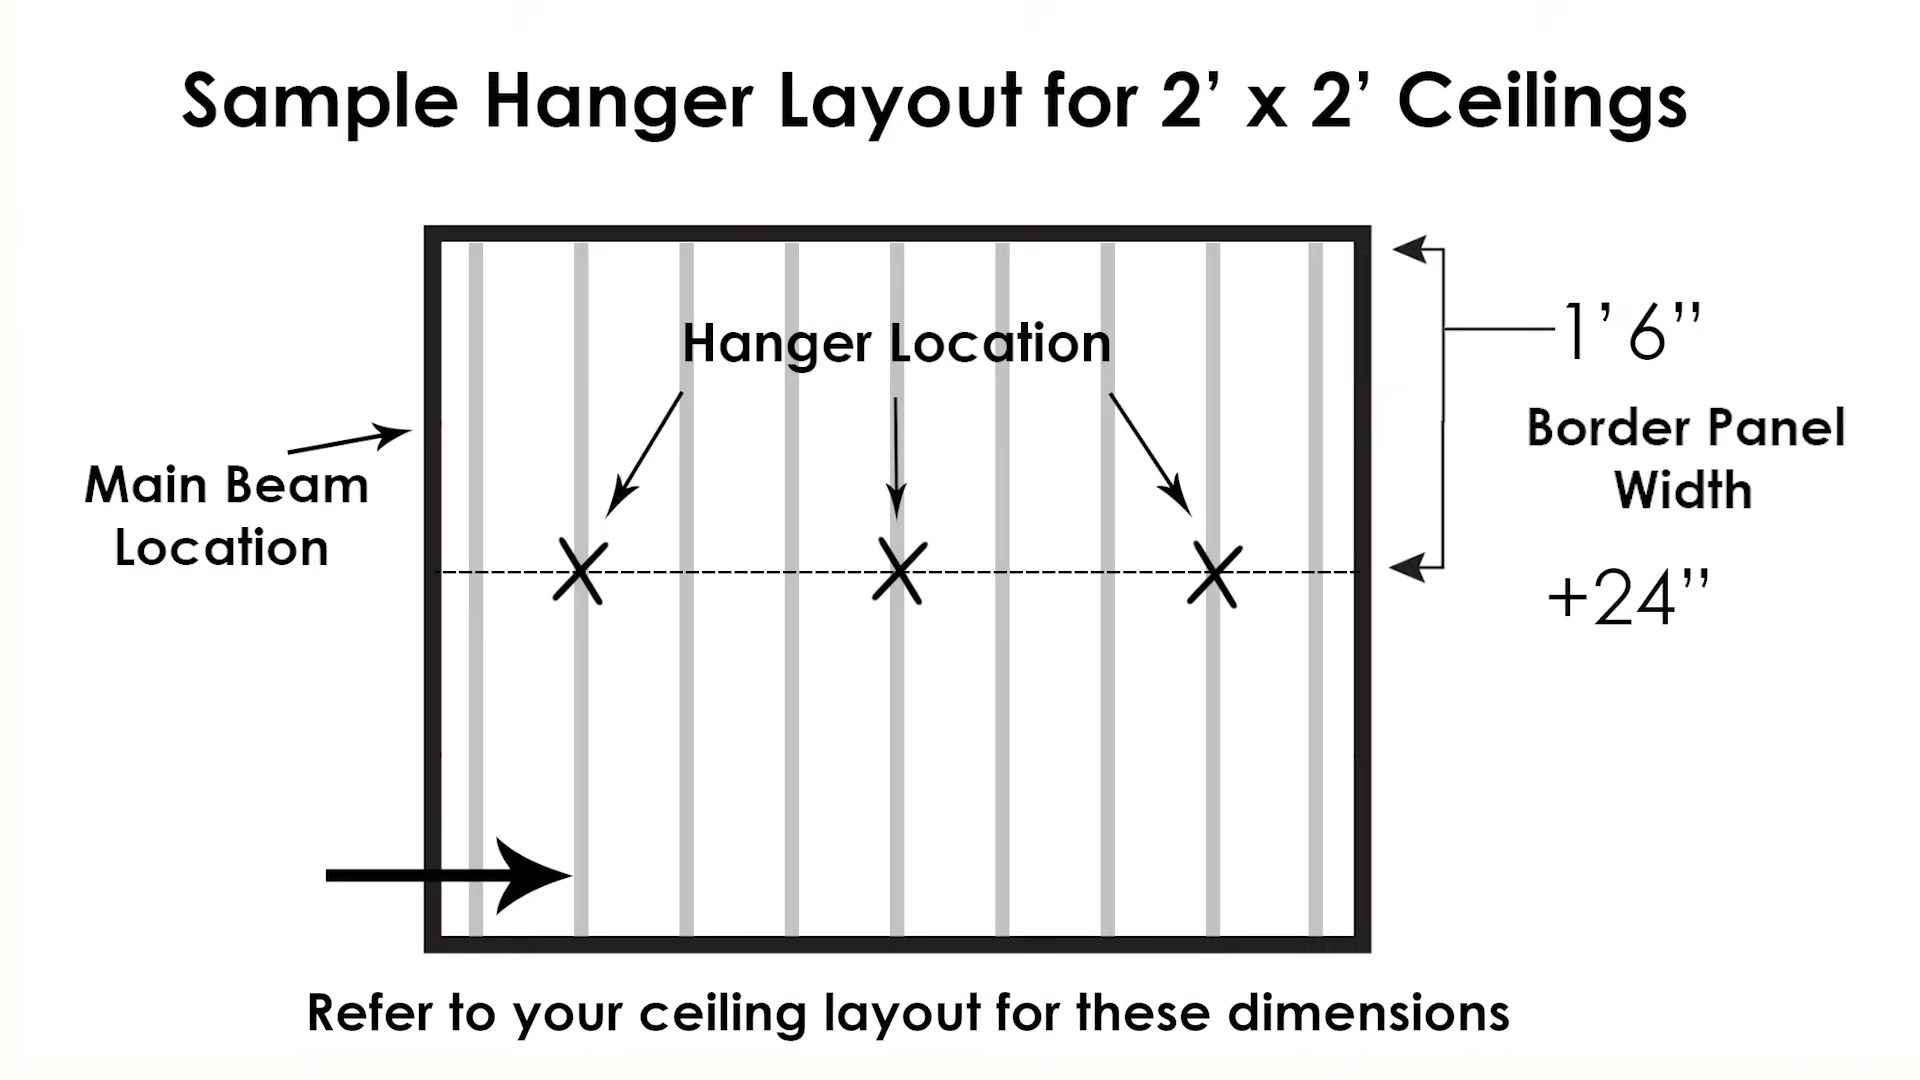 Sample Hanger Layout for 2’ x 2’ Ceilings
Hanger Location
Main Beam
Location
1’ 6”
Border Panel
Width
+24”
Refer to your ceiling layout for these dimensions